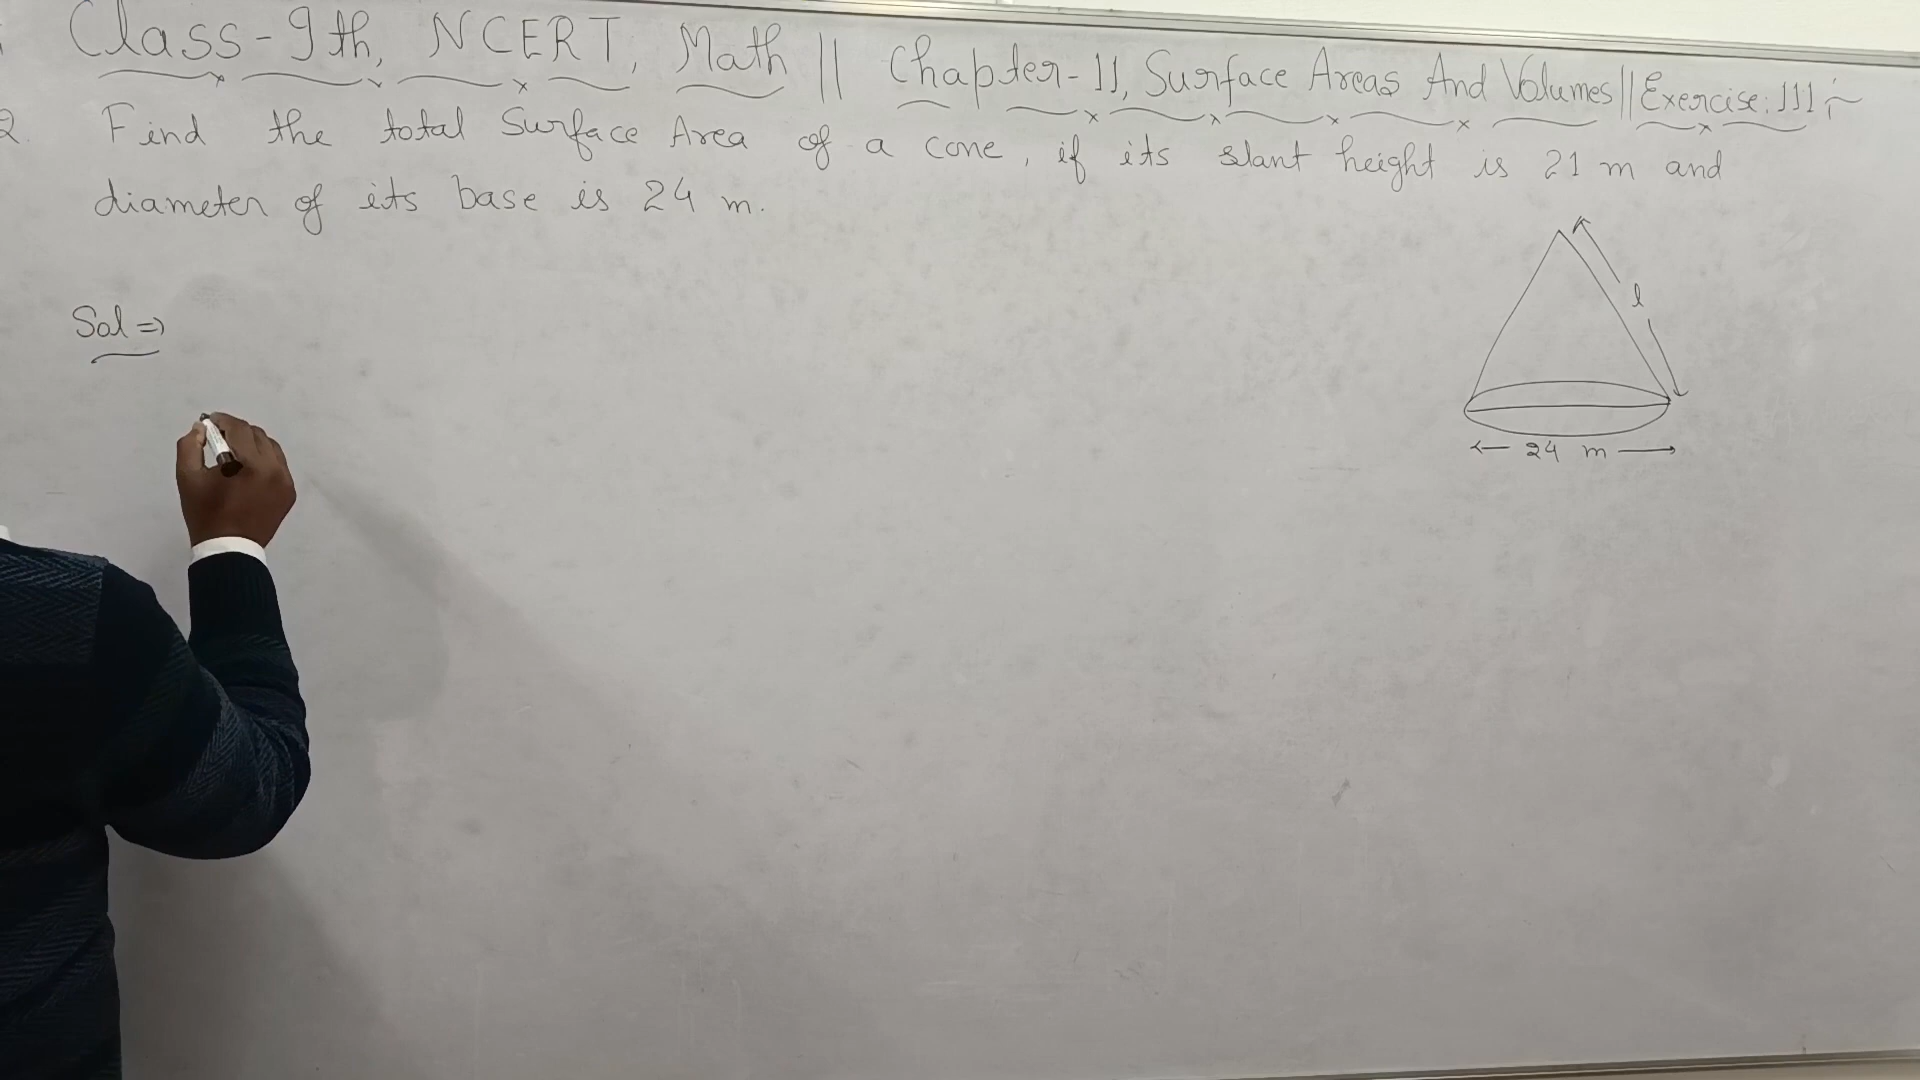 Class-9th, NCERT, Math || Chapter-11, Surface Areas And Volumes || Exercise: 11.1 :-
2. Find the total Surface Area of a cone, if its slant height is 21 m and
diameter of its base is 24 m.
Sol ⇒
l
← 24 m →